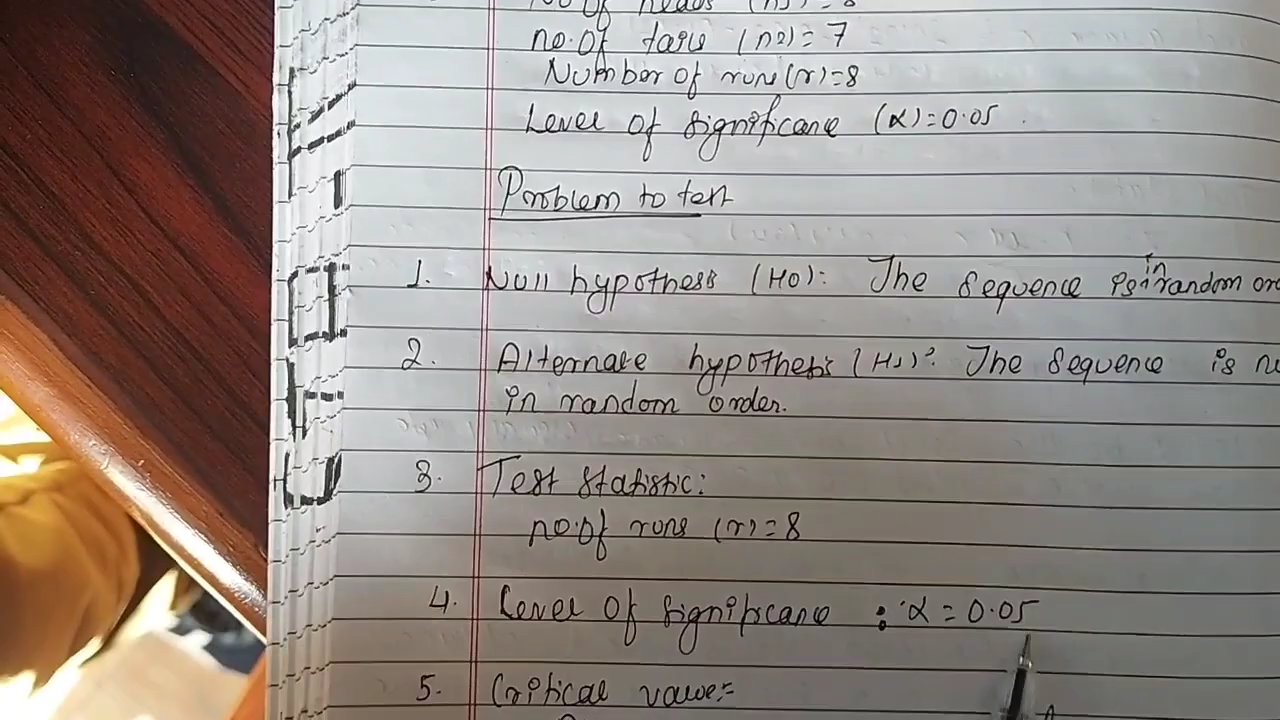 no. of tails (n2) = 7
Number of runs (r) = 8
Level of significane (α) = 0.05
Problem to test
1. Null hypothesis (H0): The Sequence is in random
2. Alternate hypothesis (H1): The Sequence is
in random order.
3. Test Statistic:
no. of runs (r) = 8
4. Level Of Significane : α = 0.05
5. Critical value: